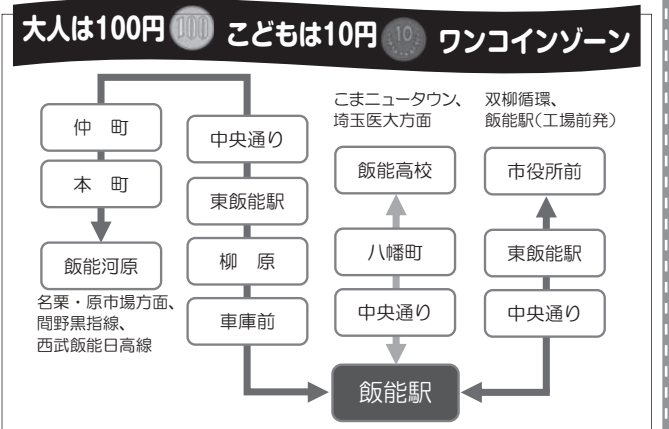 大人は100円 100 こどもは10円 10 ワンコインゾーン
仲　町
本　町
飯能河原
名栗・原市場方面、
間野黒指線、
西武飯能日高線
中央通り
東飯能駅
柳　原
車庫前
こまニュータウン、
埼玉医大方面
飯能高校
八幡町
中央通り
双柳循環、
飯能駅(工場前発)
市役所前
東飯能駅
中央通り
飯能駅